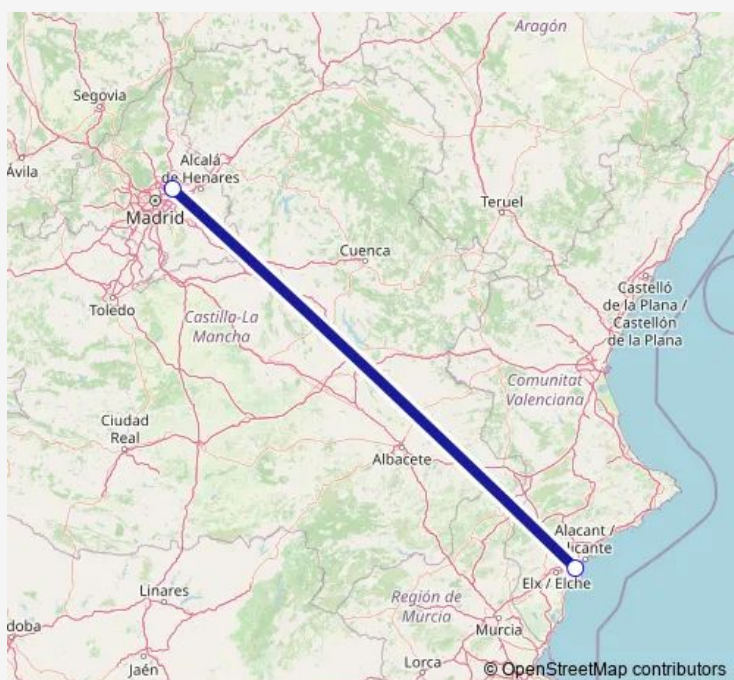 Aragón
Segovia
Ávila
Alcalá
de Henares
Madrid
Teruel
Cuenca
Toledo
Castilla-La
Mancha
Castelló
de la Plana /
Castellón
de la Plana
Comunitat
Valenciana
Ciudad
Real
Albacete
Alacant /
licante
Elx / Elche
Linares
Región de
Murcia
Murcia
doba
Jaén
Lorca
© OpenStreetMap contributors